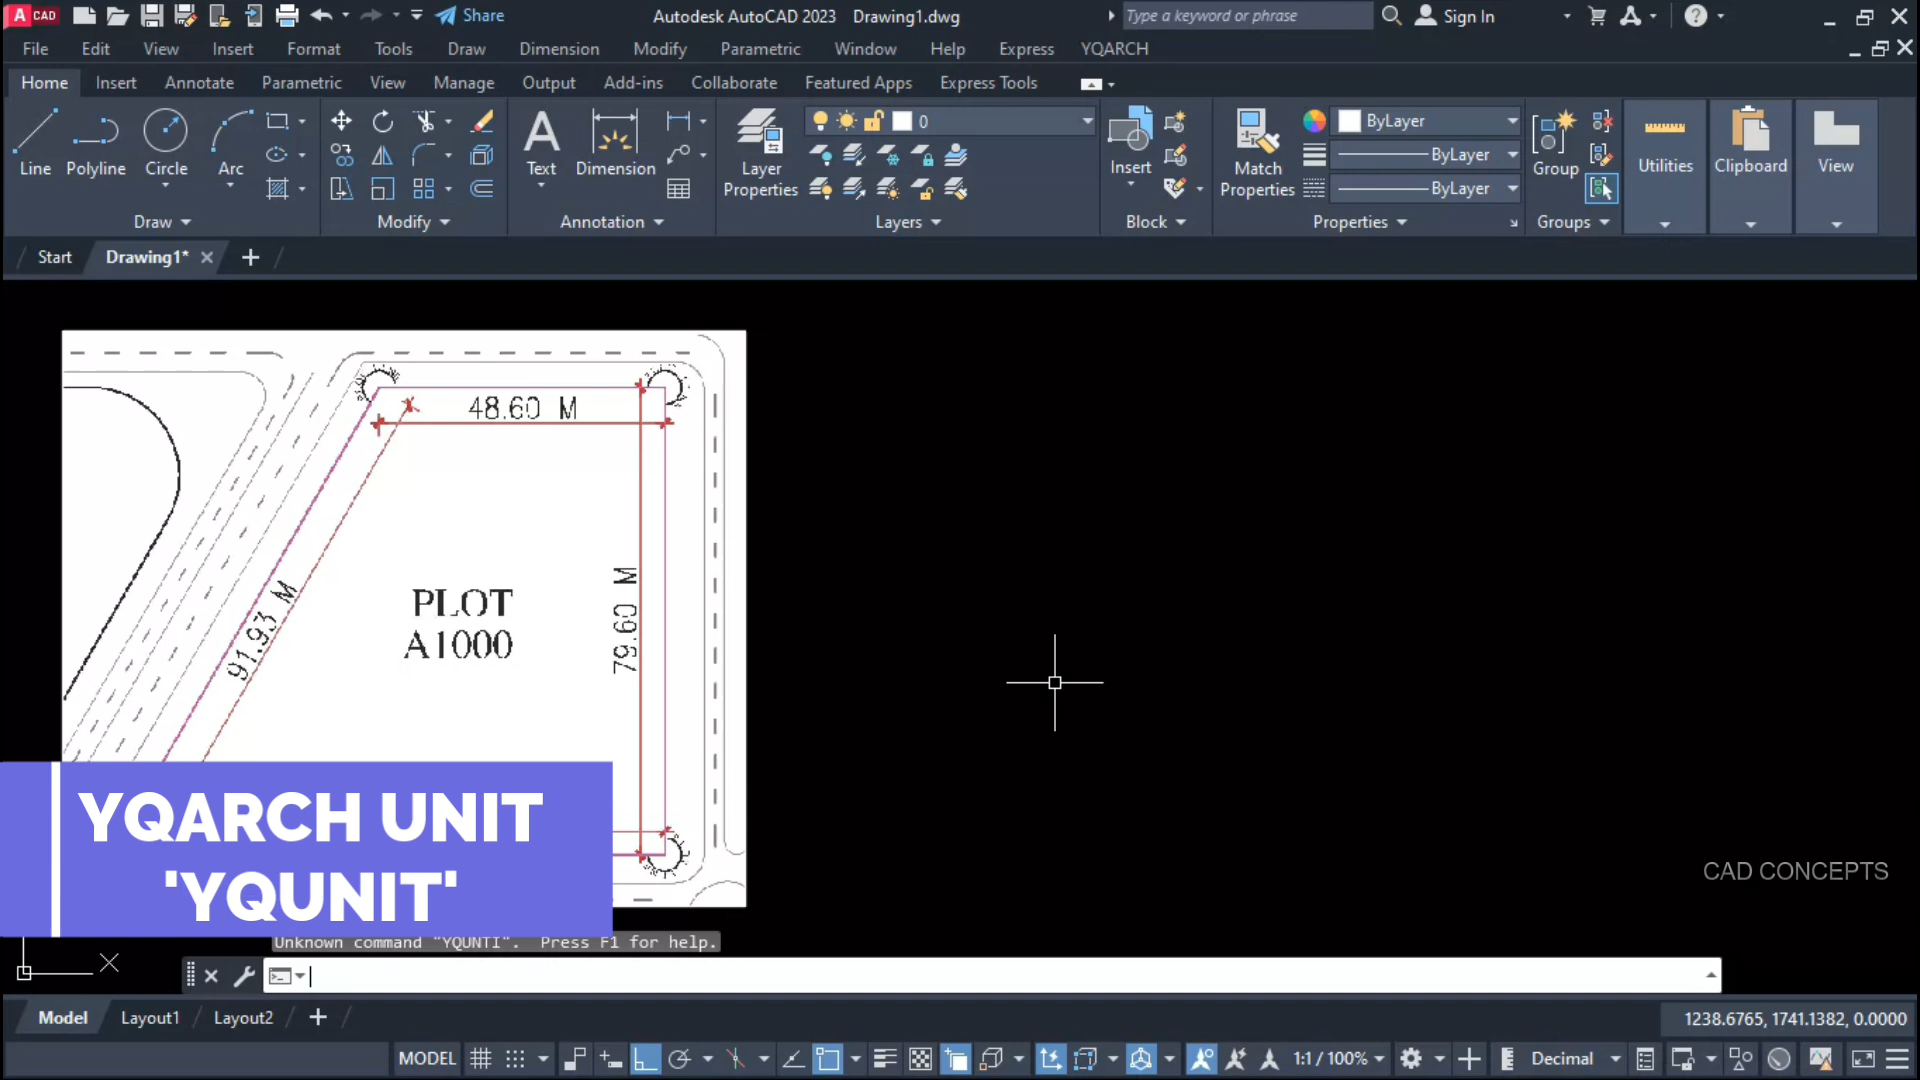 A CAD
Share
Autodesk AutoCAD 2023 Drawing1.dwg
Type a keyword or phrase
Sign In
File Edit View Insert Format Tools Draw Dimension Modify Parametric Window Help Express YQARCH
Home Insert Annotate Parametric View Manage Output Add-ins Collaborate Featured Apps Express Tools
Line Polyline Circle Arc
Text Dimension
Layer Properties
0
Insert
Match Properties
ByLayer
ByLayer
ByLayer
Group
Utilities Clipboard View
Draw Modify Annotation Layers Block Properties Groups
Start Drawing1*
48.60 M
91.93 M
PLOT
A1000
79.60 M
YQARCH UNIT
'YQUNIT'
CAD CONCEPTS
Unknown command "YQUNTI". Press F1 for help.
Model Layout1 Layout2
1238.6765, 1741.1382, 0.0000
MODEL 1:1 / 100% Decimal